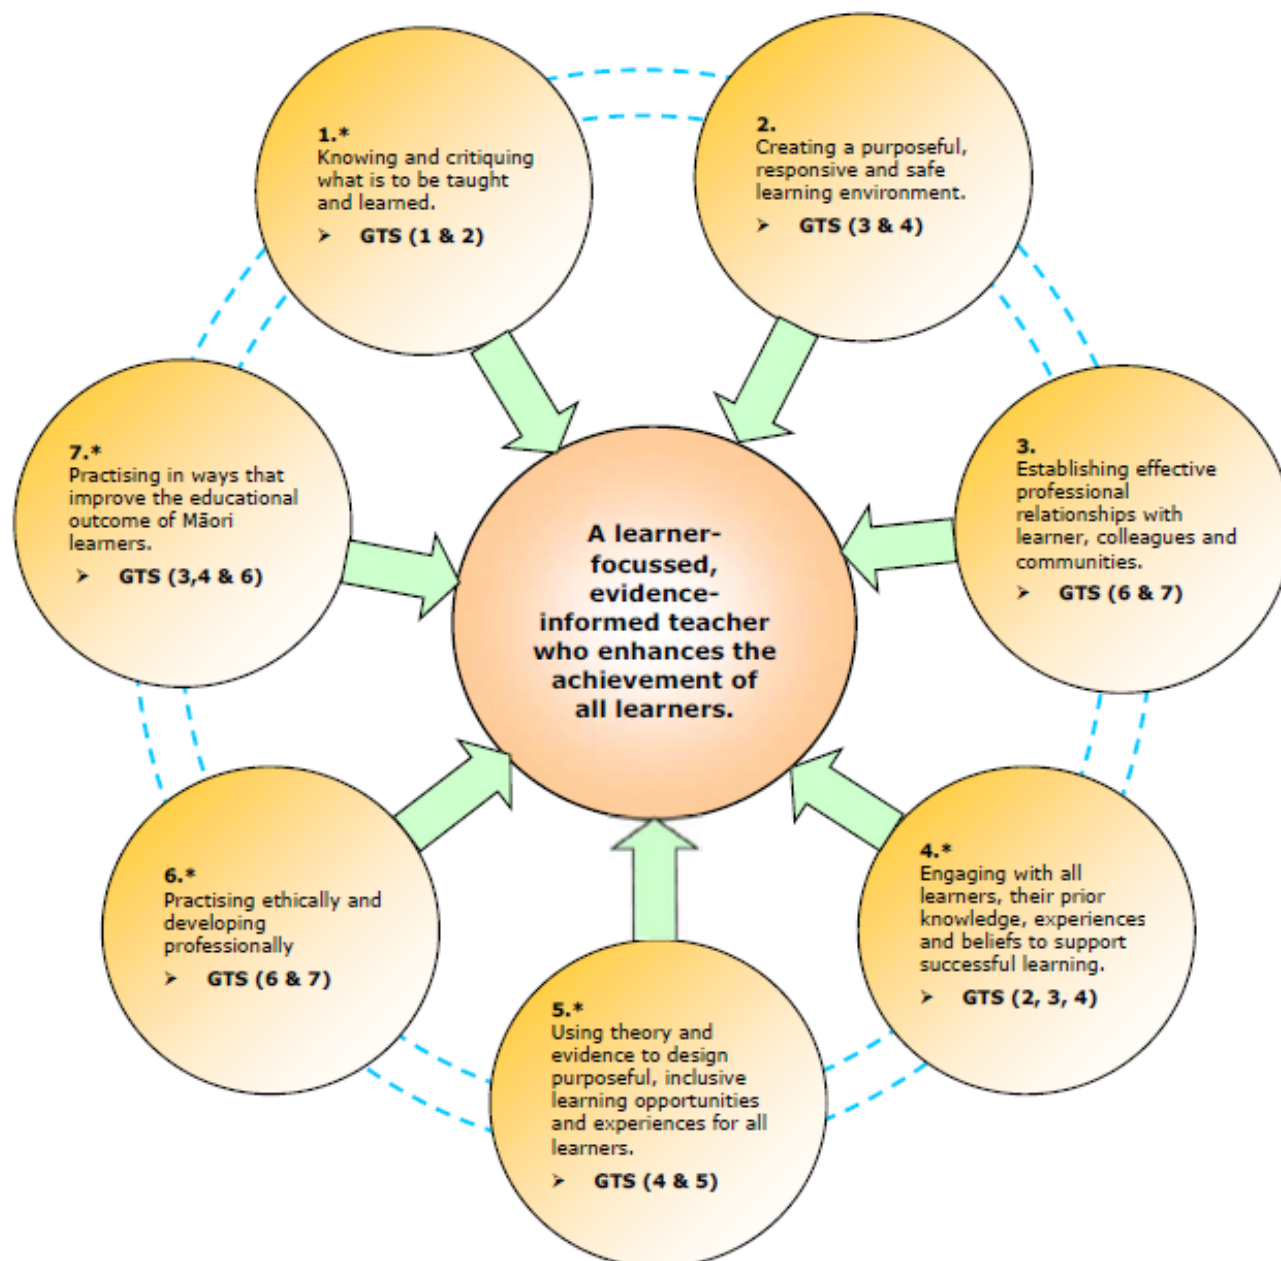 1.*
Knowing and critiquing
what is to be taught
and learned.
➢ GTS (1 & 2)
2.
Creating a purposeful,
responsive and safe
learning environment.
➢ GTS (3 & 4)
3.
Establishing effective
professional
relationships with
learner, colleagues and
communities.
➢ GTS (6 & 7)
4.*
Engaging with all
learners, their prior
knowledge, experiences
and beliefs to support
successful learning.
➢ GTS (2, 3, 4)
5.*
Using theory and
evidence to design
purposeful, inclusive
learning opportunities
and experiences for all
learners.
➢ GTS (4 & 5)
6.*
Practising ethically and
developing
professionally
➢ GTS (6 & 7)
7.*
Practising in ways that
improve the educational
outcome of Māori
learners.
➢ GTS (3,4 & 6)
A learner-
focussed,
evidence-
informed teacher
who enhances the
achievement of
all learners.